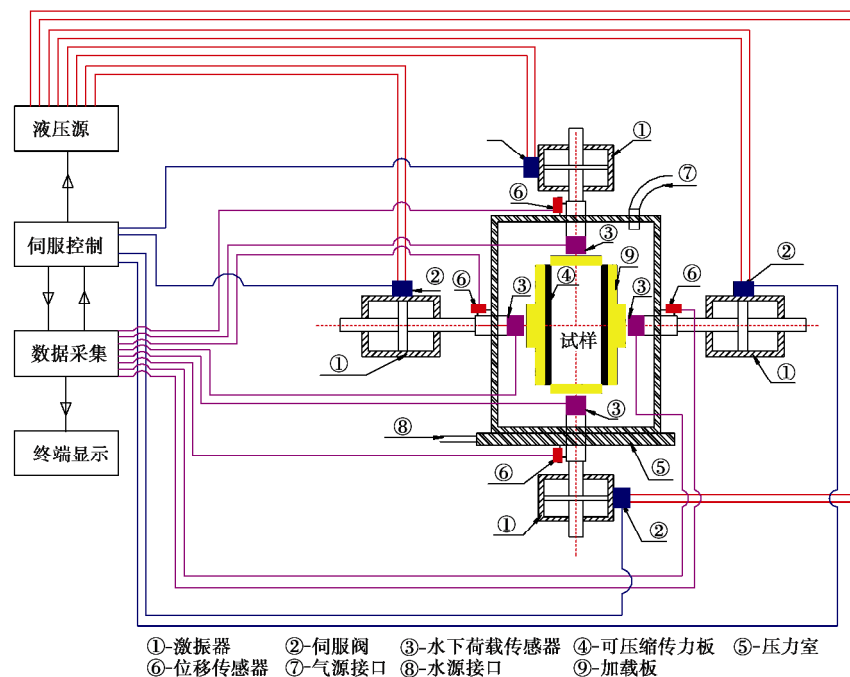 液压源
①
⑦
⑥
伺服控制
③
②
④
⑨
②
⑥
③
③
⑥
数据采集
试样
①
①
③
⑧
终端显示
⑥
⑤
①
②
①-激振器 ②-伺服阀 ③-水下荷载传感器 ④-可压缩传力板 ⑤-压力室
⑥-位移传感器 ⑦-气源接口 ⑧-水源接口 ⑨-加载板